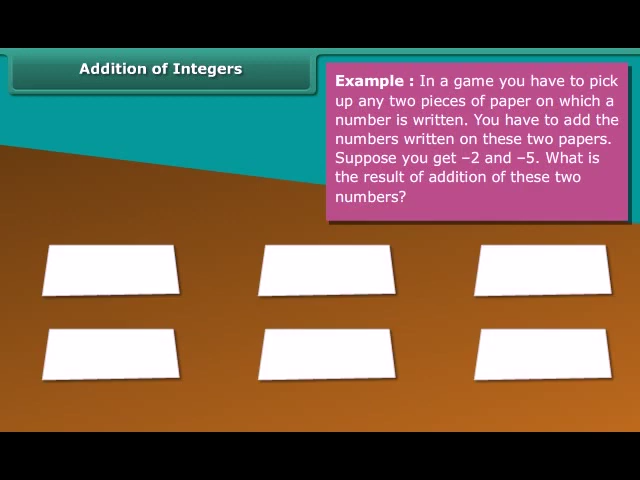 Addition of Integers
Example : In a game you have to pick
up any two pieces of paper on which a
number is written. You have to add the
numbers written on these two papers.
Suppose you get –2 and –5. What is
the result of addition of these two
numbers?